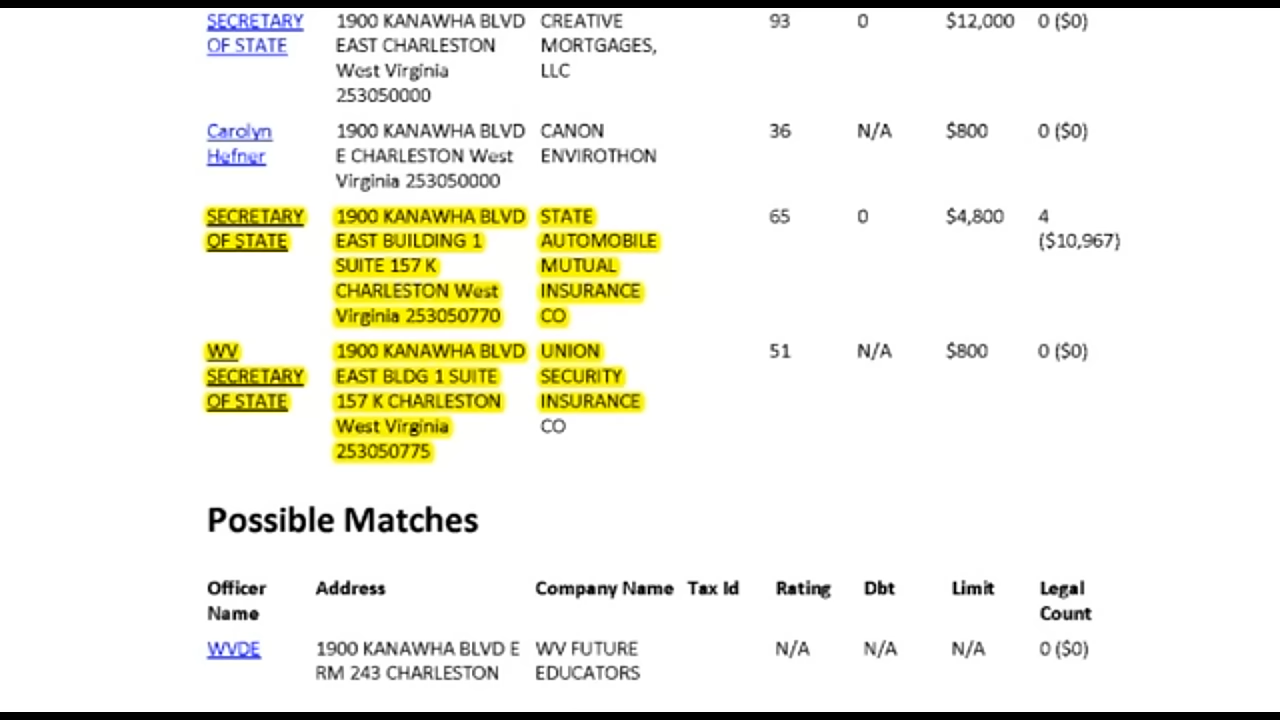 SECRETARY 1900 KANAWHA BLVD CREATIVE 93 0 $12,000 0 ($0)
OF STATE EAST CHARLESTON MORTGAGES,
West Virginia LLC
253050000
Carolyn 1900 KANAWHA BLVD CANON 36 N/A $800 0 ($0)
Hefner E CHARLESTON West ENVIROTHON
Virginia 253050000
SECRETARY 1900 KANAWHA BLVD STATE 65 0 $4,800 4
OF STATE EAST BUILDING 1 AUTOMOBILE ($10,967)
SUITE 157 K MUTUAL
CHARLESTON West INSURANCE
Virginia 253050770 CO
WV 1900 KANAWHA BLVD UNION 51 N/A $800 0 ($0)
SECRETARY EAST BLDG 1 SUITE SECURITY
OF STATE 157 K CHARLESTON INSURANCE
West Virginia CO
253050775
Possible Matches
Officer Address Company Name Tax Id Rating Dbt Limit Legal
Name Count
WVDE 1900 KANAWHA BLVD E WV FUTURE N/A N/A N/A 0 ($0)
RM 243 CHARLESTON EDUCATORS